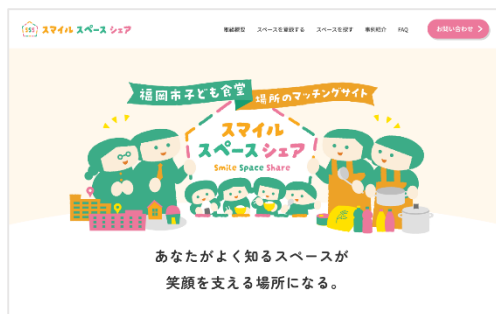 SSS スマイル スペース シェア
事業概要 スペースを登録する スペースを探す 事例紹介 FAQ お問い合わせ
福岡市子ども食堂 場所のマッチングサイト
スマイル
スペースシェア
Smile Space Share
あなたがよく知るスペースが
笑顔を支える場所になる。